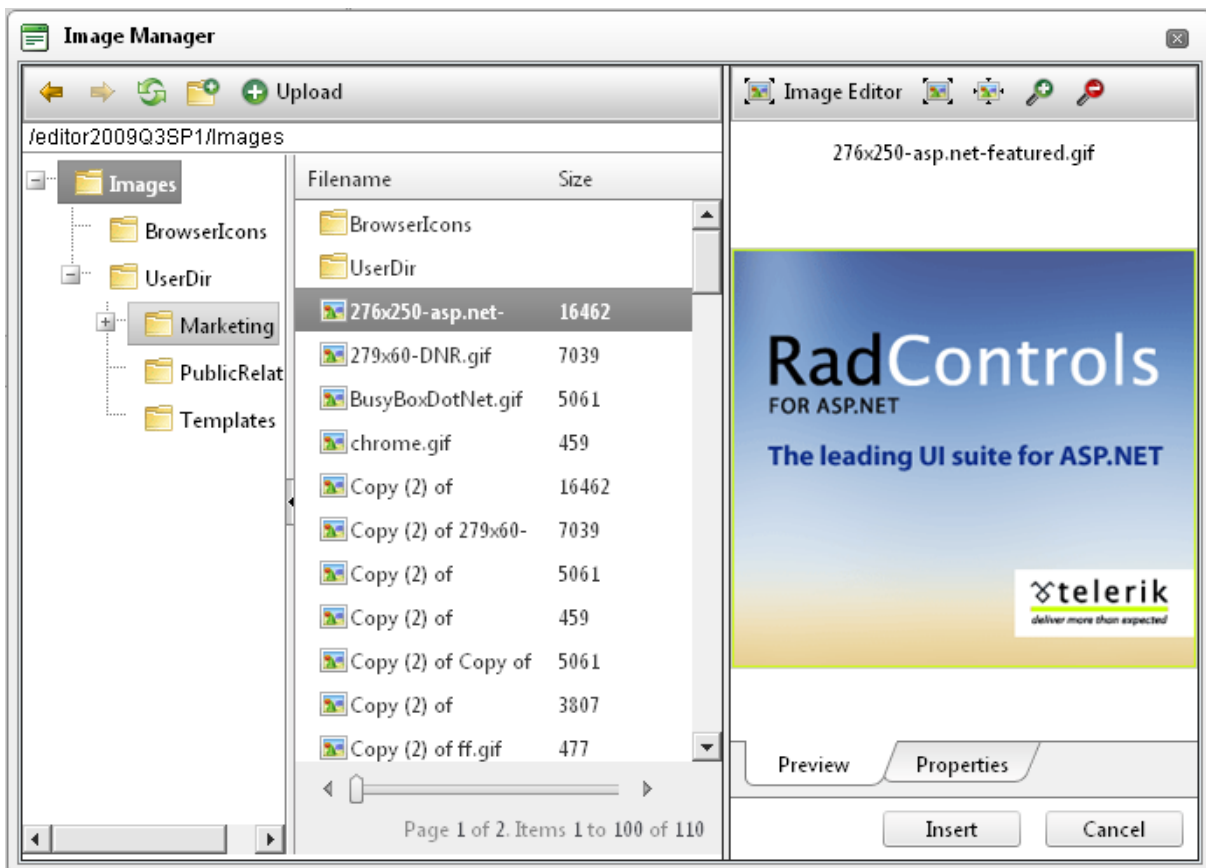 Image Manager
Upload
Image Editor
/editor2009Q3SP1/Images
Images
BrowserIcons
UserDir
Marketing
PublicRelat
Templates
Filename Size
BrowserIcons
UserDir
276x250-asp.net- 16462
279x60-DNR.gif 7039
BusyBoxDotNet.gif 5061
chrome.gif 459
Copy (2) of 16462
Copy (2) of 279x60- 7039
Copy (2) of 5061
Copy (2) of 459
Copy (2) of Copy of 5061
Copy (2) of 3807
Copy (2) of ff.gif 477
Page 1 of 2. Items 1 to 100 of 110
276x250-asp.net-featured.gif
RadControls
FOR ASP.NET
The leading UI suite for ASP.NET
telerik
deliver more than expected
Preview Properties
Insert Cancel